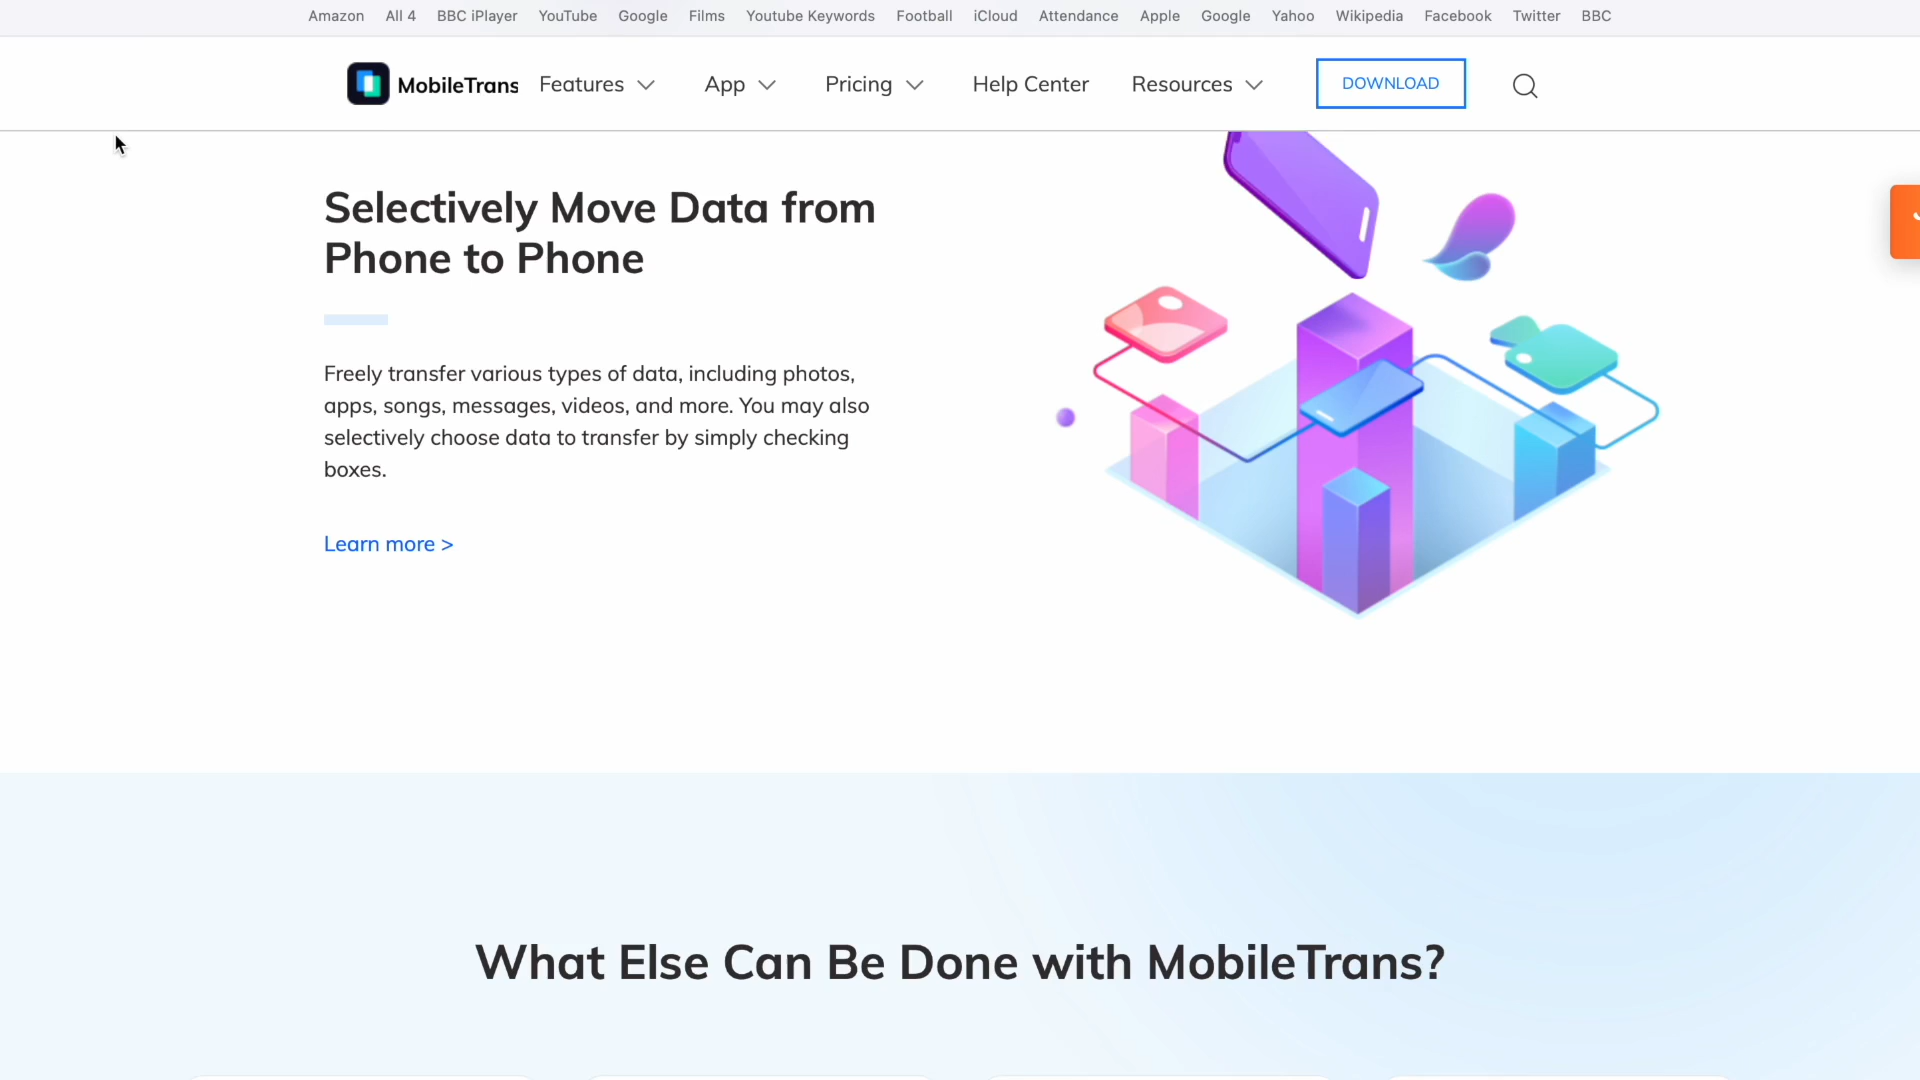 Amazon All 4 BBC iPlayer YouTube Google Films Youtube Keywords Football iCloud Attendance Apple Google Yahoo Wikipedia Facebook Twitter BBC
MobileTrans Features App Pricing Help Center Resources DOWNLOAD
Selectively Move Data from
Phone to Phone
Freely transfer various types of data, including photos,
apps, songs, messages, videos, and more. You may also
selectively choose data to transfer by simply checking
boxes.
Learn more >
What Else Can Be Done with MobileTrans?